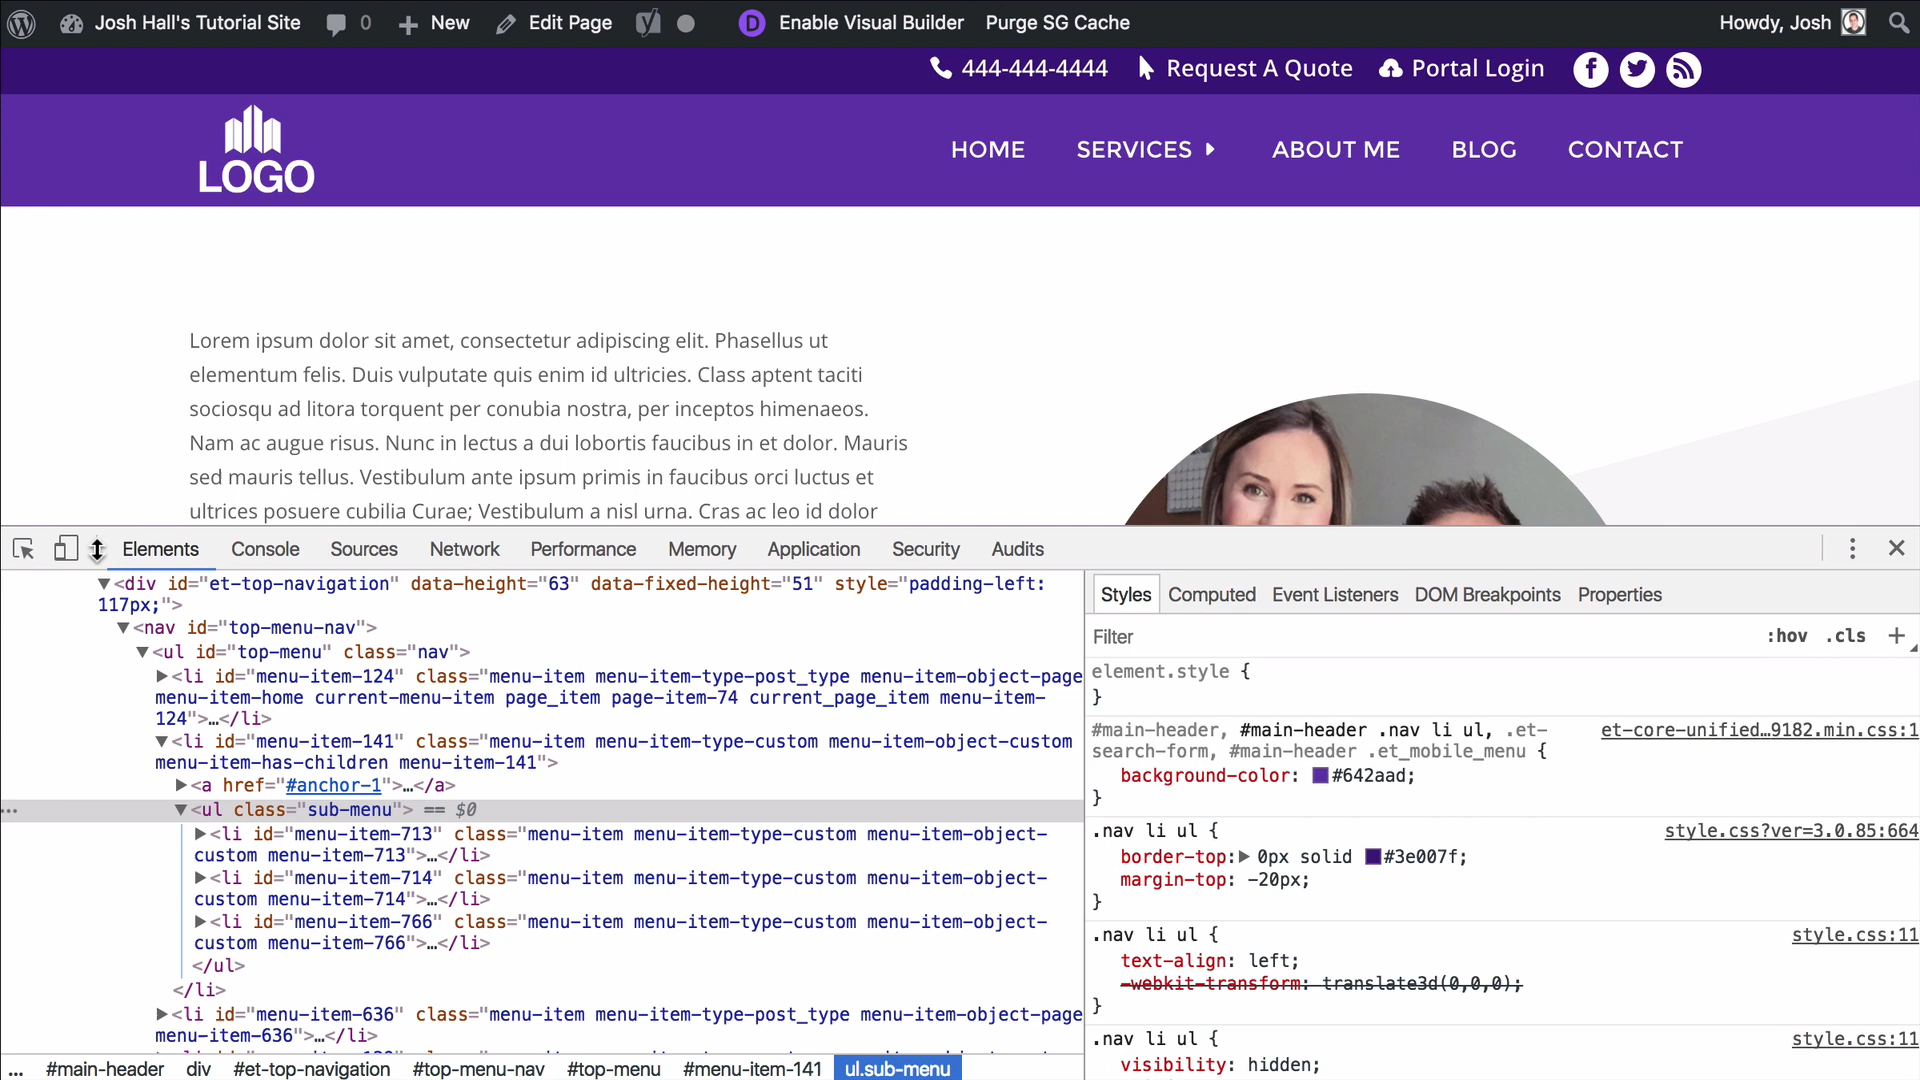 Josh Hall's Tutorial Site 0 New Edit Page Enable Visual Builder Purge SG Cache Howdy, Josh
444-444-4444 Request A Quote Portal Login
LOGO
HOME SERVICES ABOUT ME BLOG CONTACT
Lorem ipsum dolor sit amet, consectetur adipiscing elit. Phasellus ut
elementum felis. Duis vulputate quis enim id ultricies. Class aptent taciti
sociosqu ad litora torquent per conubia nostra, per inceptos himenaeos.
Nam ac augue risus. Nunc in lectus a dui lobortis faucibus in et dolor. Mauris
sed mauris tellus. Vestibulum ante ipsum primis in faucibus orci luctus et
ultrices posuere cubilia Curae; Vestibulum a nisl urna. Cras ac leo id dolor
Elements Console Sources Network Performance Memory Application Security Audits
<div id="et-top-navigation" data-height="63" data-fixed-height="51" style="padding-left:
117px;">
<nav id="top-menu-nav">
<ul id="top-menu" class="nav">
<li id="menu-item-124" class="menu-item menu-item-type-post_type menu-item-object-page
menu-item-home current-menu-item page_item page-item-74 current_page_item menu-item-
124">…</li>
<li id="menu-item-141" class="menu-item menu-item-type-custom menu-item-object-custom
menu-item-has-children menu-item-141">
<a href="#anchor-1">…</a>
<ul class="sub-menu"> == $0
<li id="menu-item-713" class="menu-item menu-item-type-custom menu-item-object-
custom menu-item-713">…</li>
<li id="menu-item-714" class="menu-item menu-item-type-custom menu-item-object-
custom menu-item-714">…</li>
<li id="menu-item-766" class="menu-item menu-item-type-custom menu-item-object-
custom menu-item-766">…</li>
</ul>
</li>
<li id="menu-item-636" class="menu-item menu-item-type-post_type menu-item-object-page
menu-item-636">…</li>
... #main-header div #et-top-navigation #top-menu-nav #top-menu #menu-item-141 ul.sub-menu
Styles Computed Event Listeners DOM Breakpoints Properties
Filter :hov .cls +
element.style {
}
#main-header, #main-header .nav li ul, .et- et-core-unified…9182.min.css:1
search-form, #main-header .et_mobile_menu {
background-color: #642aad;
}
.nav li ul { style.css?ver=3.0.85:664
border-top: 0px solid #3e007f;
margin-top: -20px;
}
.nav li ul { style.css:11
text-align: left;
-webkit-transform: translate3d(0,0,0);
}
.nav li ul { style.css:11
visibility: hidden;